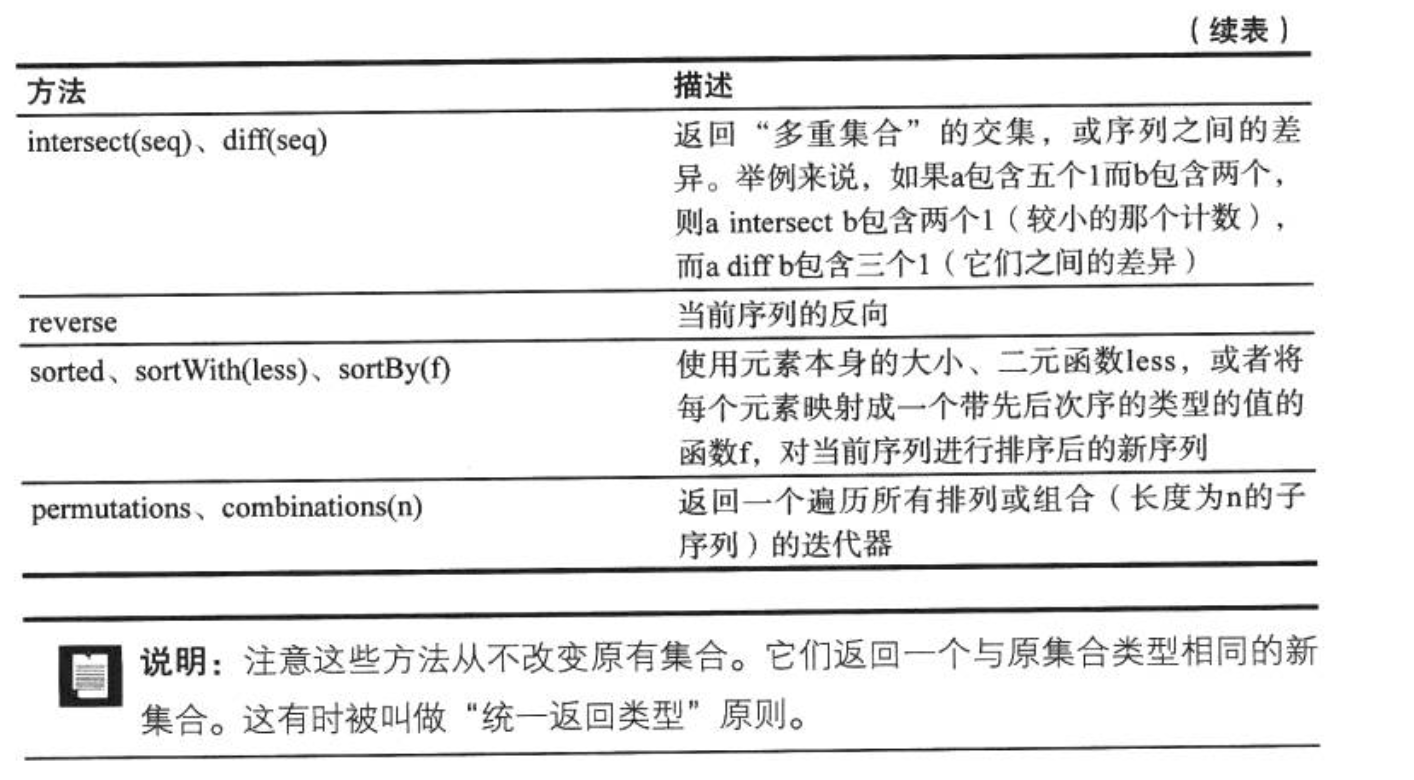 （续表）
方法 描述
intersect(seq)、diff(seq) 返回“多重集合”的交集，或序列之间的差
异。举例来说，如果a包含五个1而b包含两个，
则a intersect b包含两个1（较小的那个计数），
而a diff b包含三个1（它们之间的差异）
reverse 当前序列的反向
sorted、sortWith(less)、sortBy(f) 使用元素本身的大小、二元函数less，或者将
每个元素映射成一个带先后次序的类型的值的
函数f，对当前序列进行排序后的新序列
permutations、combinations(n) 返回一个遍历所有排列或组合（长度为n的子
序列）的迭代器
说明：注意这些方法从不改变原有集合。它们返回一个与原集合类型相同的新
集合。这有时被叫做“统一返回类型”原则。